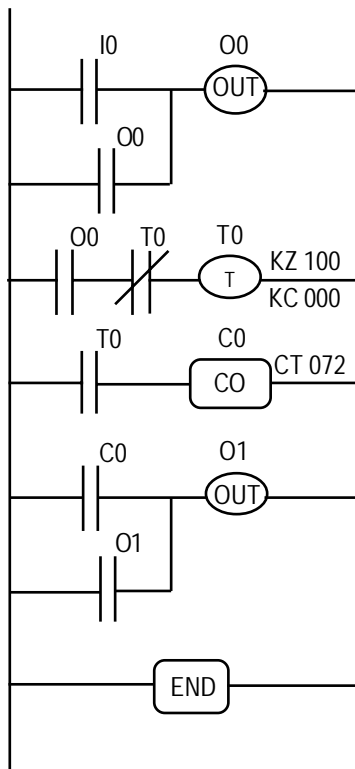 I0 O0
OUT
O0
O0 T0 T0
T KZ 100
KC 000
T0 C0
CO CT 072
C0 O1
OUT
O1
END